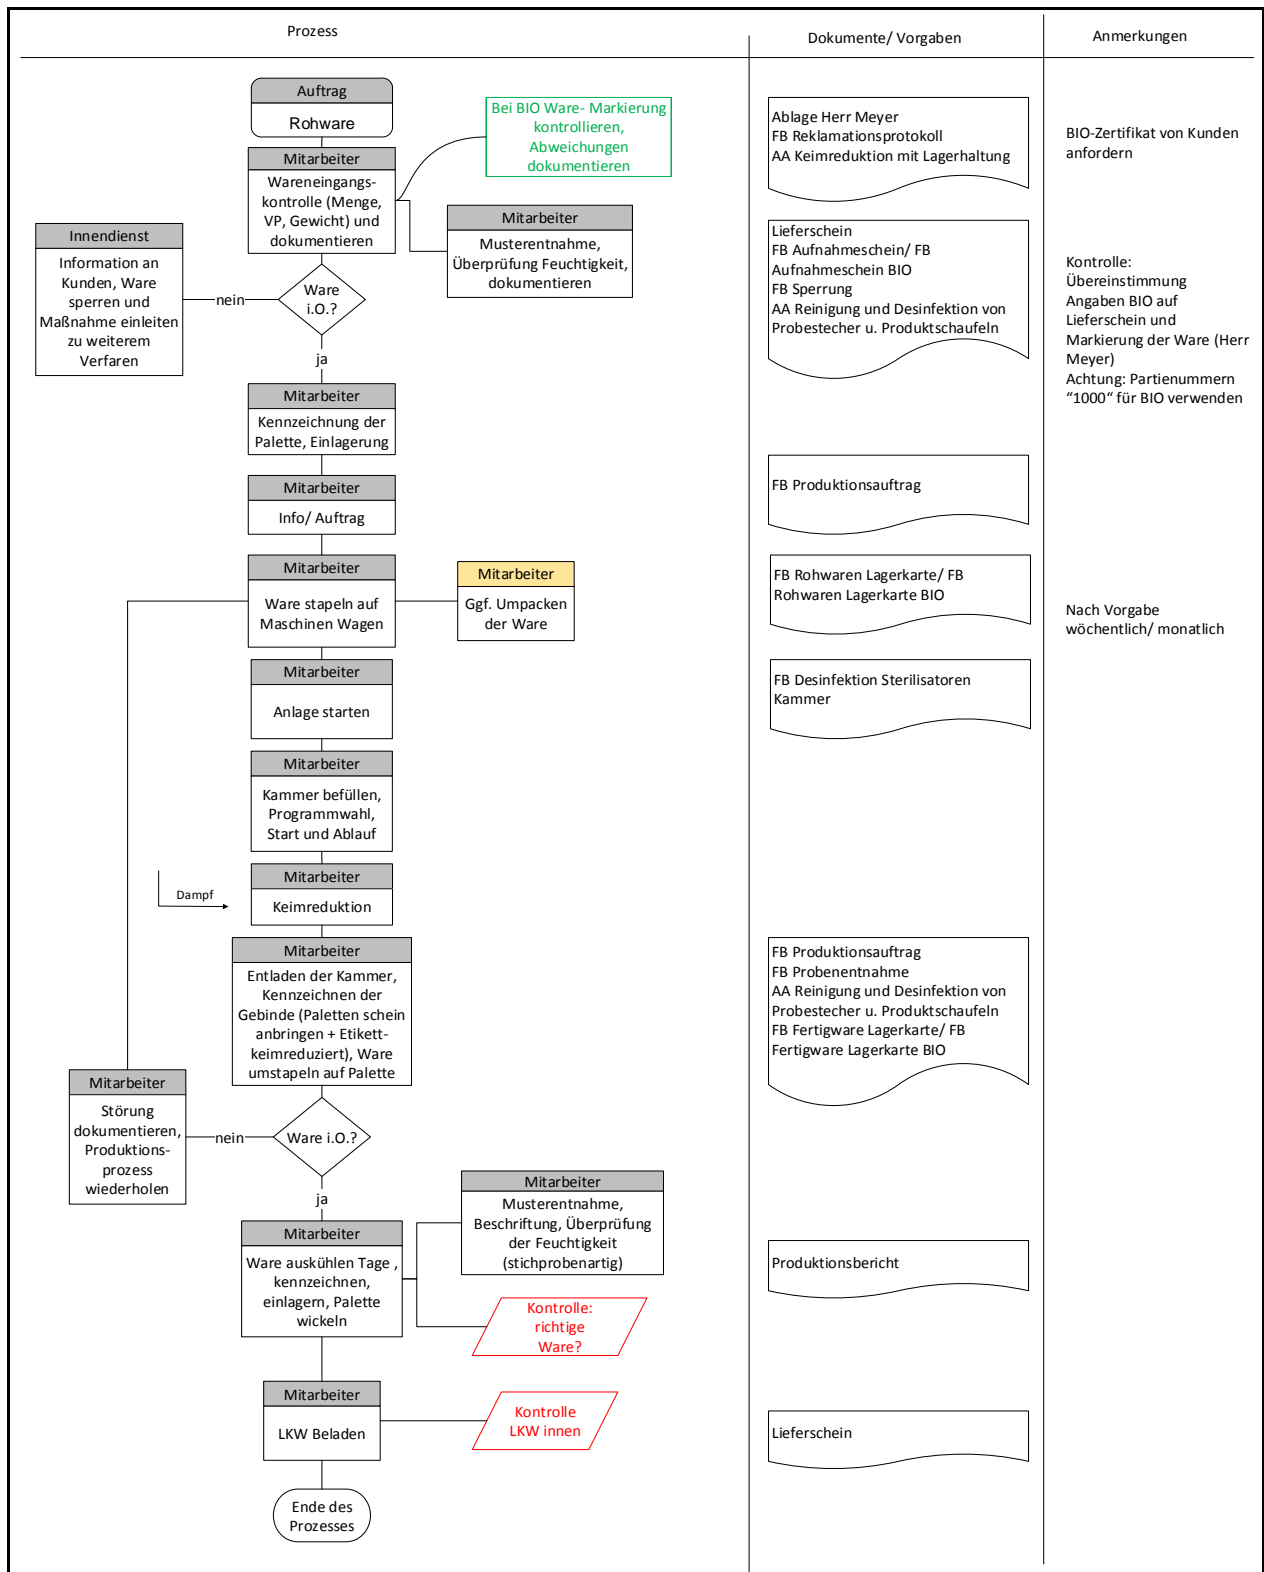 Prozess
Dokumente/ Vorgaben
Anmerkungen
Auftrag
Rohware
Bei BIO Ware- Markierung
kontrollieren,
Abweichungen
dokumentieren
Ablage Herr Meyer
FB Reklamationsprotokoll
AA Keimreduktion mit Lagerhaltung
BIO-Zertifikat von Kunden
anfordern
Mitarbeiter
Wareneingangs-
kontrolle (Menge,
VP, Gewicht) und
dokumentieren
Mitarbeiter
Musterentnahme,
Überprüfung Feuchtigkeit,
dokumentieren
Innendienst
Information an
Kunden, Ware
sperren und
Maßnahme einleiten
zu weiterem
Verfaren
nein
Ware
i.O.?
ja
Lieferschein
FB Aufnahmeschein/ FB
Aufnahmeschein BIO
FB Sperrung
AA Reinigung und Desinfektion von
Probestecher u. Produktschaufeln
Kontrolle:
Übereinstimmung
Angaben BIO auf
Lieferschein und
Markierung der Ware (Herr
Meyer)
Achtung: Partienummern
“1000“ für BIO verwenden
Mitarbeiter
Kennzeichnung der
Palette, Einlagerung
Mitarbeiter
Info/ Auftrag
FB Produktionsauftrag
Mitarbeiter
Ware stapeln auf
Maschinen Wagen
Mitarbeiter
Ggf. Umpacken
der Ware
FB Rohwaren Lagerkarte/ FB
Rohwaren Lagerkarte BIO
Nach Vorgabe
wöchentlich/ monatlich
Mitarbeiter
Anlage starten
FB Desinfektion Sterilisatoren
Kammer
Mitarbeiter
Kammer befüllen,
Programmwahl,
Start und Ablauf
Dampf
Mitarbeiter
Keimreduktion
Mitarbeiter
Entladen der Kammer,
Kennzeichnen der
Gebinde (Paletten schein
anbringen + Etikett-
keimreduziert), Ware
umstapeln auf Palette
FB Produktionsauftrag
FB Probenentnahme
AA Reinigung und Desinfektion von
Probestecher u. Produktschaufeln
FB Fertigware Lagerkarte/ FB
Fertigware Lagerkarte BIO
Mitarbeiter
Störung
dokumentieren,
Produktions-
prozess
wiederholen
nein
Ware i.O.?
ja
Mitarbeiter
Musterentnahme,
Beschriftung, Überprüfung
der Feuchtigkeit
(stichprobenartig)
Mitarbeiter
Ware auskühlen Tage ,
kennzeichnen,
einlagern, Palette
wickeln
Produktionsbericht
Kontrolle:
richtige
Ware?
Mitarbeiter
LKW Beladen
Kontrolle
LKW innen
Lieferschein
Ende des
Prozesses